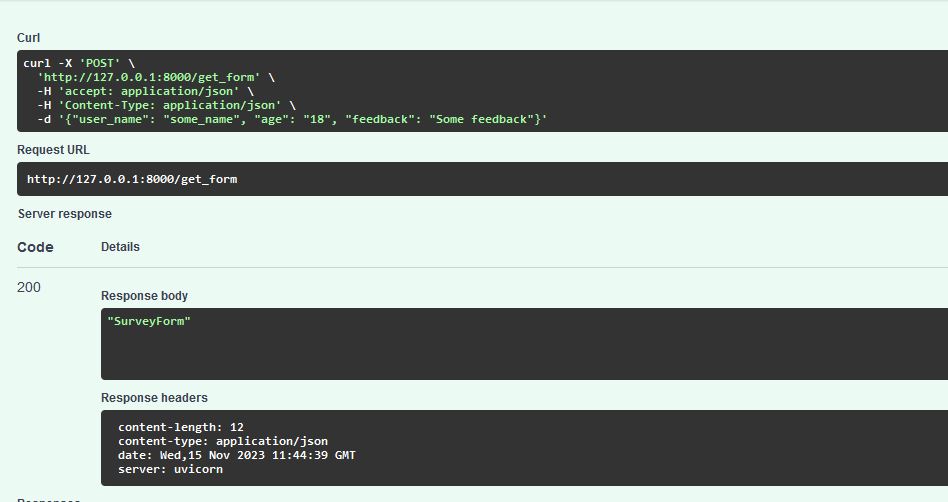 Curl
curl -X 'POST' \
'http://127.0.0.1:8000/get_form' \
-H 'accept: application/json' \
-H 'Content-Type: application/json' \
-d '{"user_name": "some_name", "age": "18", "feedback": "Some feedback"}'
Request URL
http://127.0.0.1:8000/get_form
Server response
Code Details
200
Response body
"SurveyForm"
Response headers
content-length: 12
content-type: application/json
date: Wed,15 Nov 2023 11:44:39 GMT
server: uvicorn
Responses